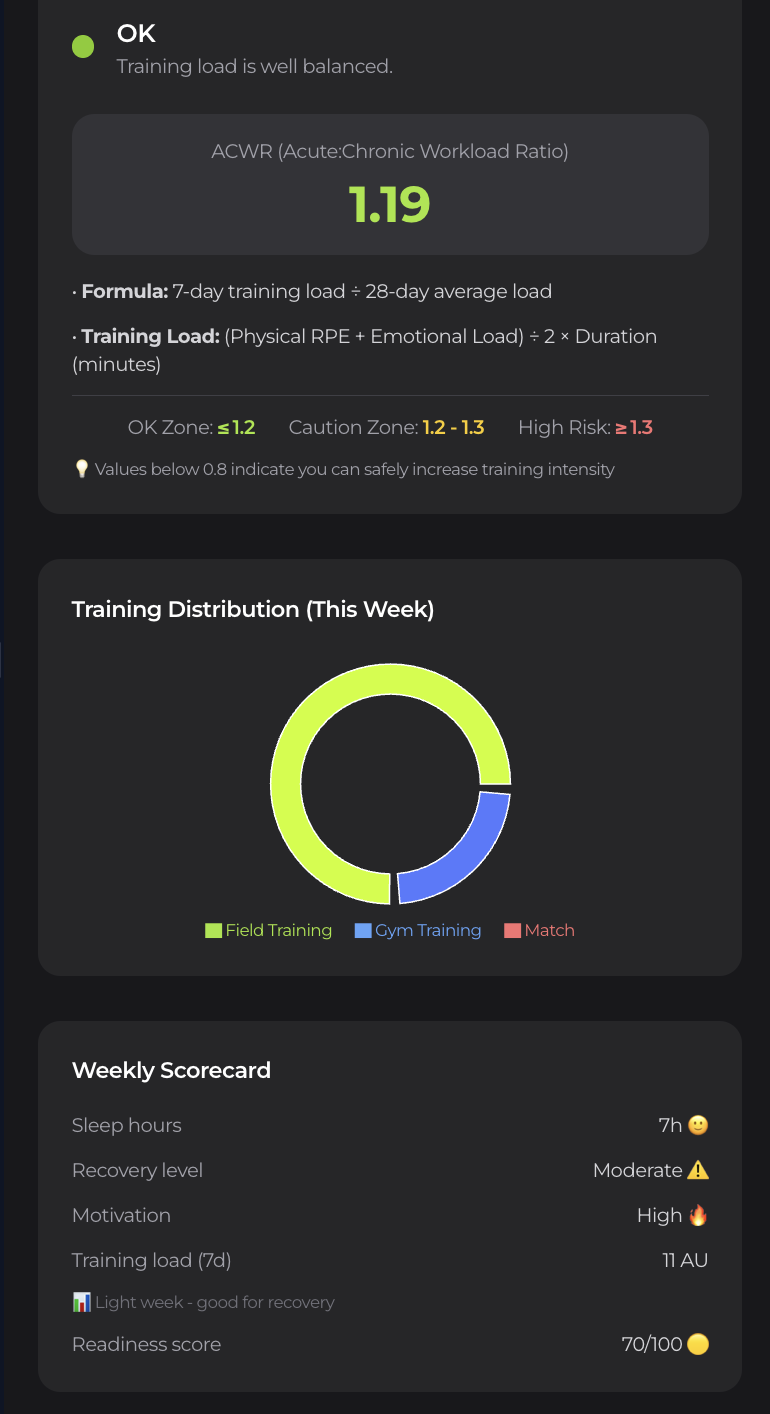 OK
Training load is well balanced.
ACWR (Acute:Chronic Workload Ratio)
1.19
· Formula: 7-day training load ÷ 28-day average load
· Training Load: (Physical RPE + Emotional Load) ÷ 2 × Duration
(minutes)
OK Zone: ≤ 1.2 Caution Zone: 1.2 - 1.3 High Risk: ≥ 1.3
💡 Values below 0.8 indicate you can safely increase training intensity
Training Distribution (This Week)
Field Training Gym Training Match
Weekly Scorecard
Sleep hours 7h 🙂
Recovery level Moderate ⚠️
Motivation High 🔥
Training load (7d) 11 AU
📊 Light week - good for recovery
Readiness score 70/100 🟡